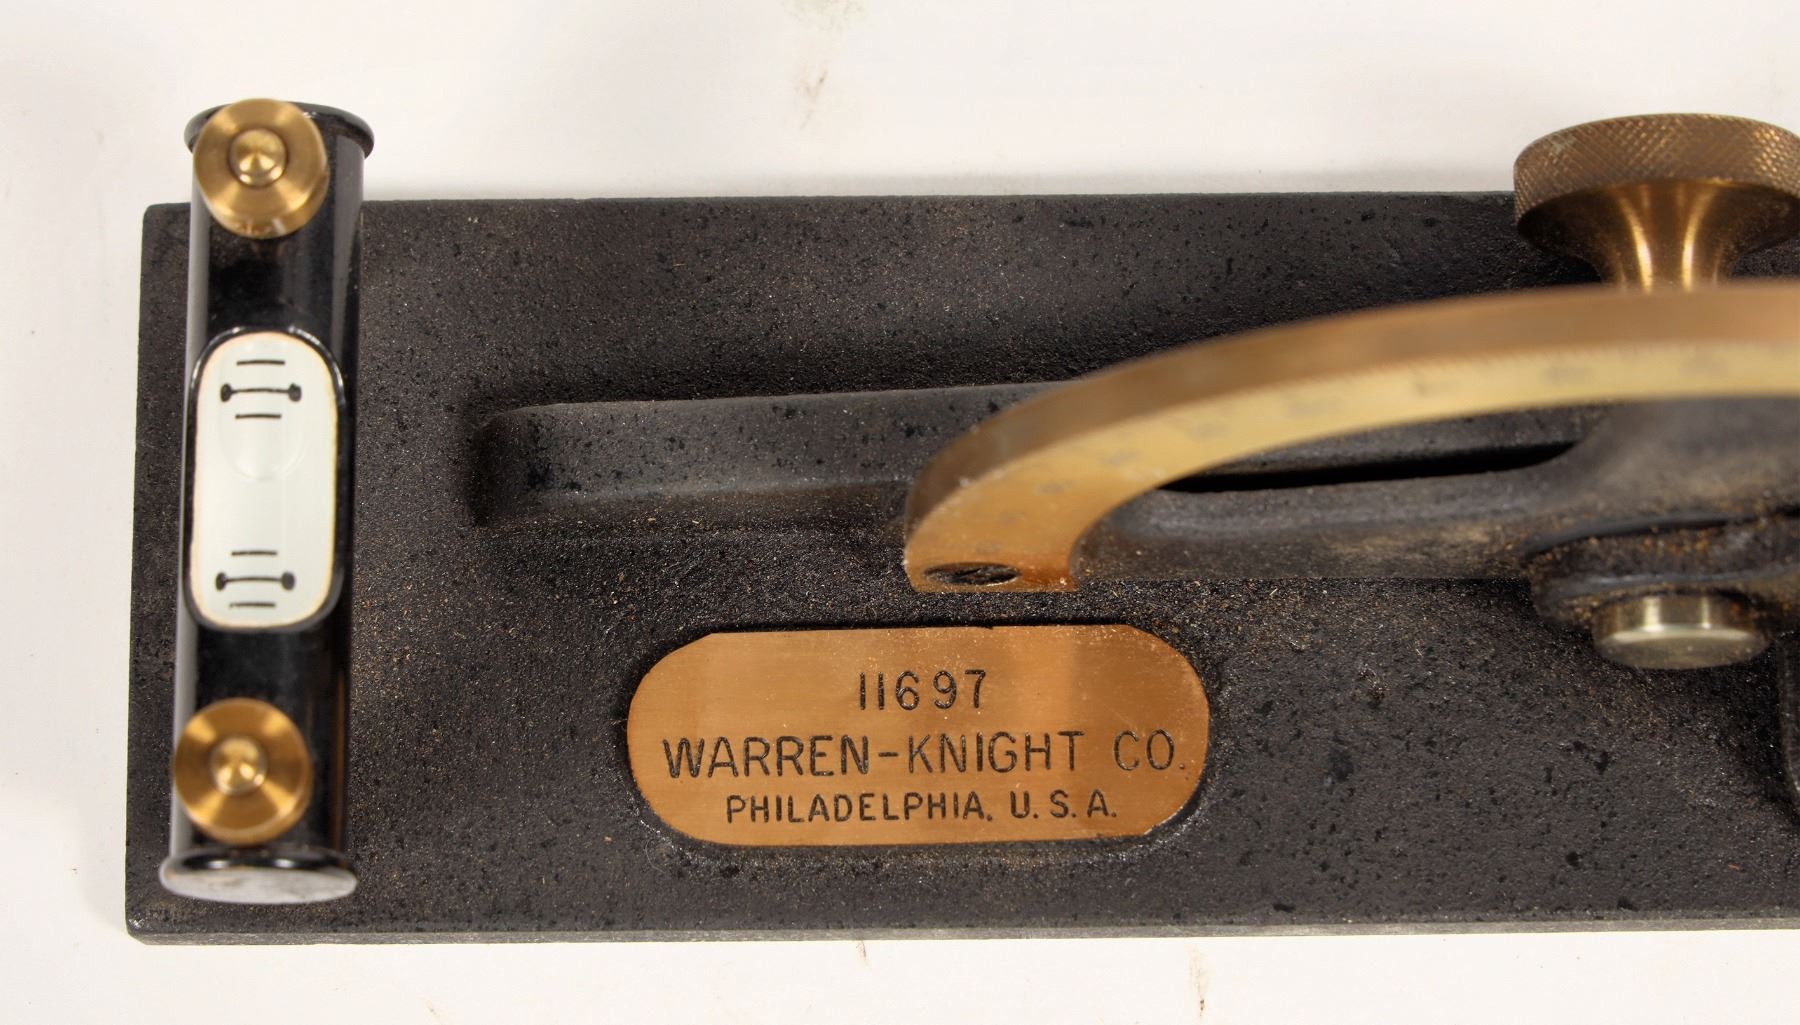 11697
WARREN-KNIGHT CO.
PHILADELPHIA, U.S.A.